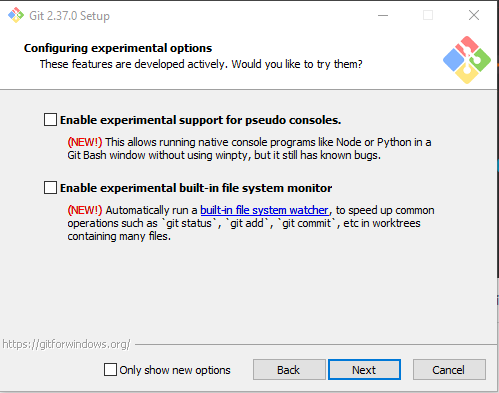 Git 2.37.0 Setup
Configuring experimental options
These features are developed actively. Would you like to try them?
Enable experimental support for pseudo consoles.
(NEW!) This allows running native console programs like Node or Python in a
Git Bash window without using winpty, but it still has known bugs.
Enable experimental built-in file system monitor
(NEW!) Automatically run a built-in file system watcher, to speed up common
operations such as `git status`, `git add`, `git commit`, etc in worktrees
containing many files.
https://gitforwindows.org/
Only show new options
Back
Next
Cancel